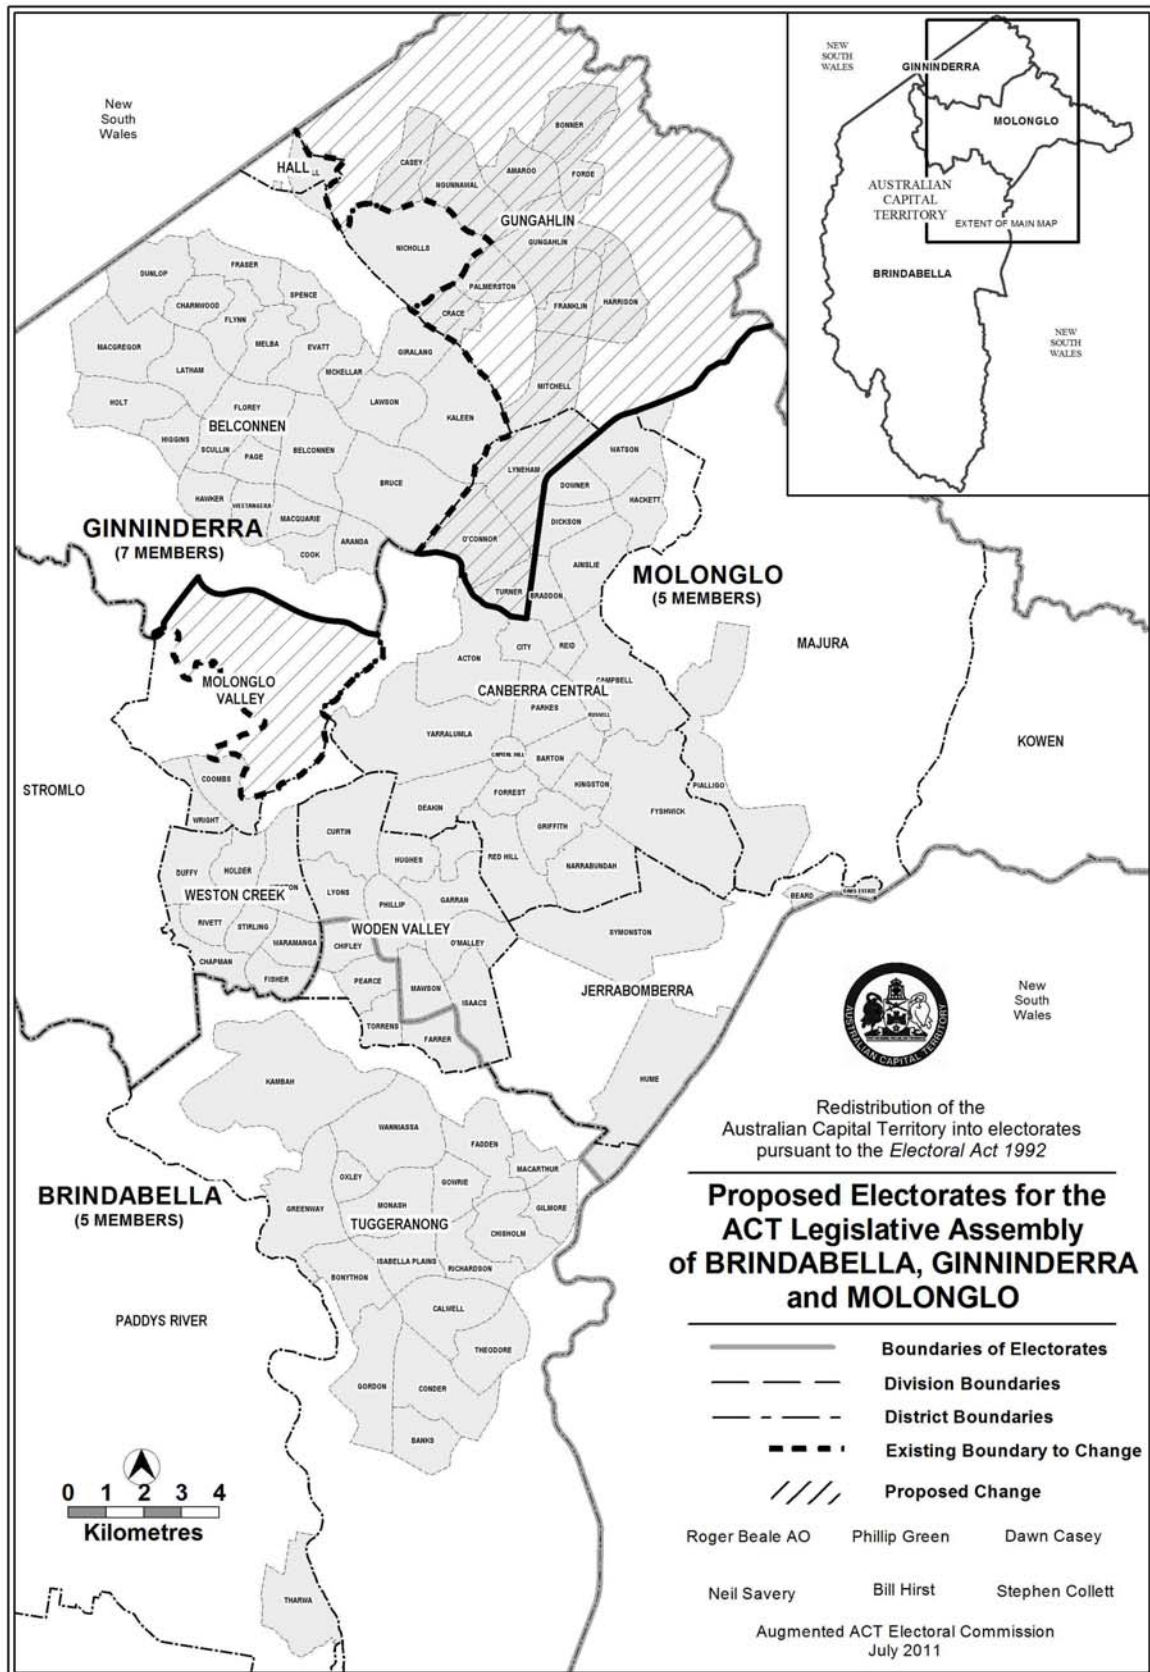 New
South
Wales
HALL
CASEY
NGUNNAWAL
AMAROO
BONNER
FORDE
GUNGAHLIN
GUNGAHLIN
NICHOLLS
PALMERSTON
CRACE
FRANKLIN
HARRISON
MITCHELL
DUNLOP
FRASER
SPENCE
CHARNWOOD
FLYNN
MACGREGOR
MELBA
EVATT
GIRALANG
LATHAM
MCKELLAR
HOLT
FLOREY
LAWSON
KALEEN
BELCONNEN
HIGGINS
SCULLIN
PAGE
BELCONNEN
BRUCE
HAWKER
WEETANGERA
MACQUARIE
COOK
ARANDA
GINNINDERRA
(7 MEMBERS)
LYNEHAM
WATSON
DOWNER
HACKETT
DICKSON
O'CONNOR
AINSLIE
TURNER
BRADDON
MOLONGLO
(5 MEMBERS)
MAJURA
KOWEN
CITY
REID
ACTON
CAMPBELL
CANBERRA CENTRAL
PARKES
RUSSELL
YARRALUMLA
CAPITAL HILL
BARTON
KINGSTON
FORREST
DEAKIN
GRIFFITH
FYSHWICK
PIALLIGO
RED HILL
NARRABUNDAH
MOLONGLO
VALLEY
STROMLO
COOMBS
WRIGHT
CURTIN
HUGHES
DUFFY
HOLDER
WESTON CREEK
LYONS
PHILLIP
GARRAN
RIVETT
STIRLING
WARAMANGA
WODEN VALLEY
CHIFLEY
O'MALLEY
CHAPMAN
FISHER
PEARCE
MAWSON
ISAACS
TORRENS
FARRER
BEARD
SYMONSTON
JERRABOMBERRA
HUME
KAMBAH
WANNIASSA
FADDEN
MACARTHUR
OXLEY
GOWRIE
GREENWAY
MONASH
GILMORE
TUGGERANONG
CHISHOLM
ISABELLA PLAINS
RICHARDSON
BONYTHON
CALWELL
THEODORE
GORDON
CONDER
BANKS
BRINDABELLA
(5 MEMBERS)
PADDYS RIVER
THARWA
0 1 2 3 4
Kilometres
NEW
SOUTH
WALES
GINNINDERRA
MOLONGLO
AUSTRALIAN
CAPITAL
TERRITORY
EXTENT OF MAIN MAP
BRINDABELLA
NEW
SOUTH
WALES
AUSTRALIAN CAPITAL TERRITORY
New
South
Wales
Redistribution of the
Australian Capital Territory into electorates
pursuant to the Electoral Act 1992
Proposed Electorates for the
ACT Legislative Assembly
of BRINDABELLA, GINNINDERRA
and MOLONGLO
Boundaries of Electorates
Division Boundaries
District Boundaries
Existing Boundary to Change
Proposed Change
Roger Beale AO Phillip Green Dawn Casey
Neil Savery Bill Hirst Stephen Collett
Augmented ACT Electoral Commission
July 2011